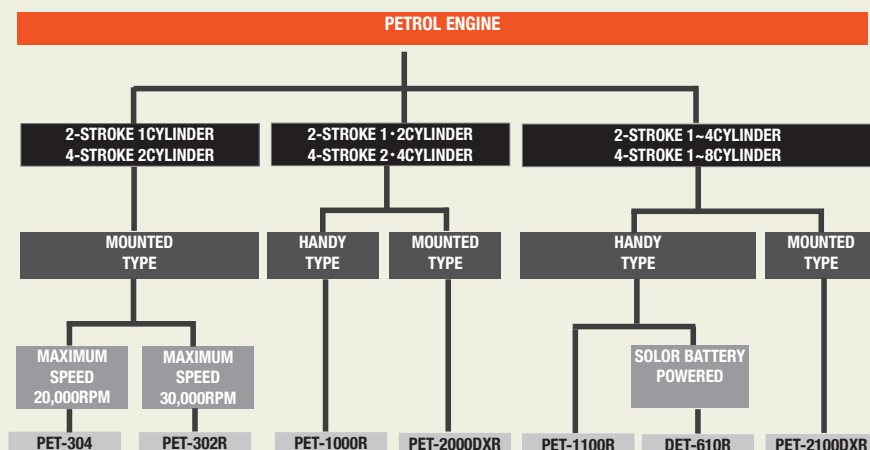 PETROL ENGINE
2-STROKE 1CYLINDER
4-STROKE 2CYLINDER
2-STROKE 1・2CYLINDER
4-STROKE 2・4CYLINDER
2-STROKE 1~4CYLINDER
4-STROKE 1~8CYLINDER
MOUNTED
TYPE
HANDY
TYPE
MOUNTED
TYPE
HANDY
TYPE
MOUNTED
TYPE
MAXIMUM
SPEED
20,000RPM
MAXIMUM
SPEED
30,000RPM
SOLOR BATTERY
POWERED
PET-304
PET-302R
PET-1000R
PET-2000DXR
PET-1100R
DET-610R
PET-2100DXR